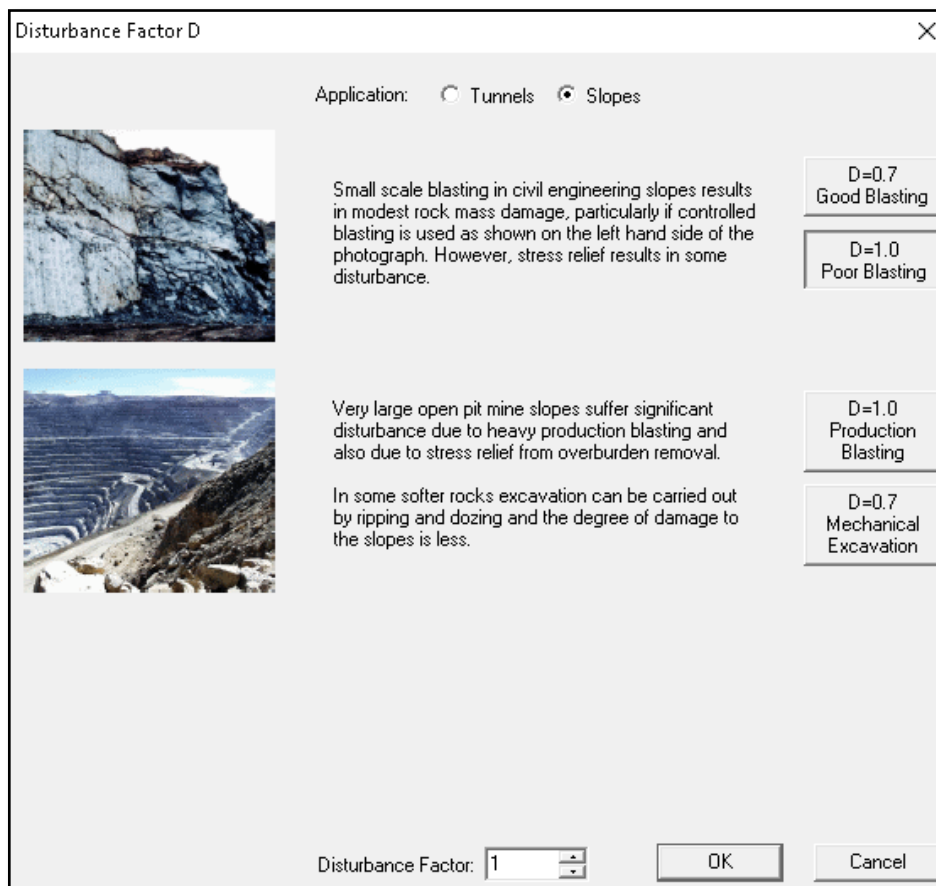 Disturbance Factor D
Application: Tunnels Slopes
Small scale blasting in civil engineering slopes results
in modest rock mass damage, particularly if controlled
blasting is used as shown on the left hand side of the
photograph. However, stress relief results in some
disturbance.
D=0.7
Good Blasting
D=1.0
Poor Blasting
Very large open pit mine slopes suffer significant
disturbance due to heavy production blasting and
also due to stress relief from overburden removal.
In some softer rocks excavation can be carried out
by ripping and dozing and the degree of damage to
the slopes is less.
D=1.0
Production
Blasting
D=0.7
Mechanical
Excavation
Disturbance Factor: 1 OK Cancel